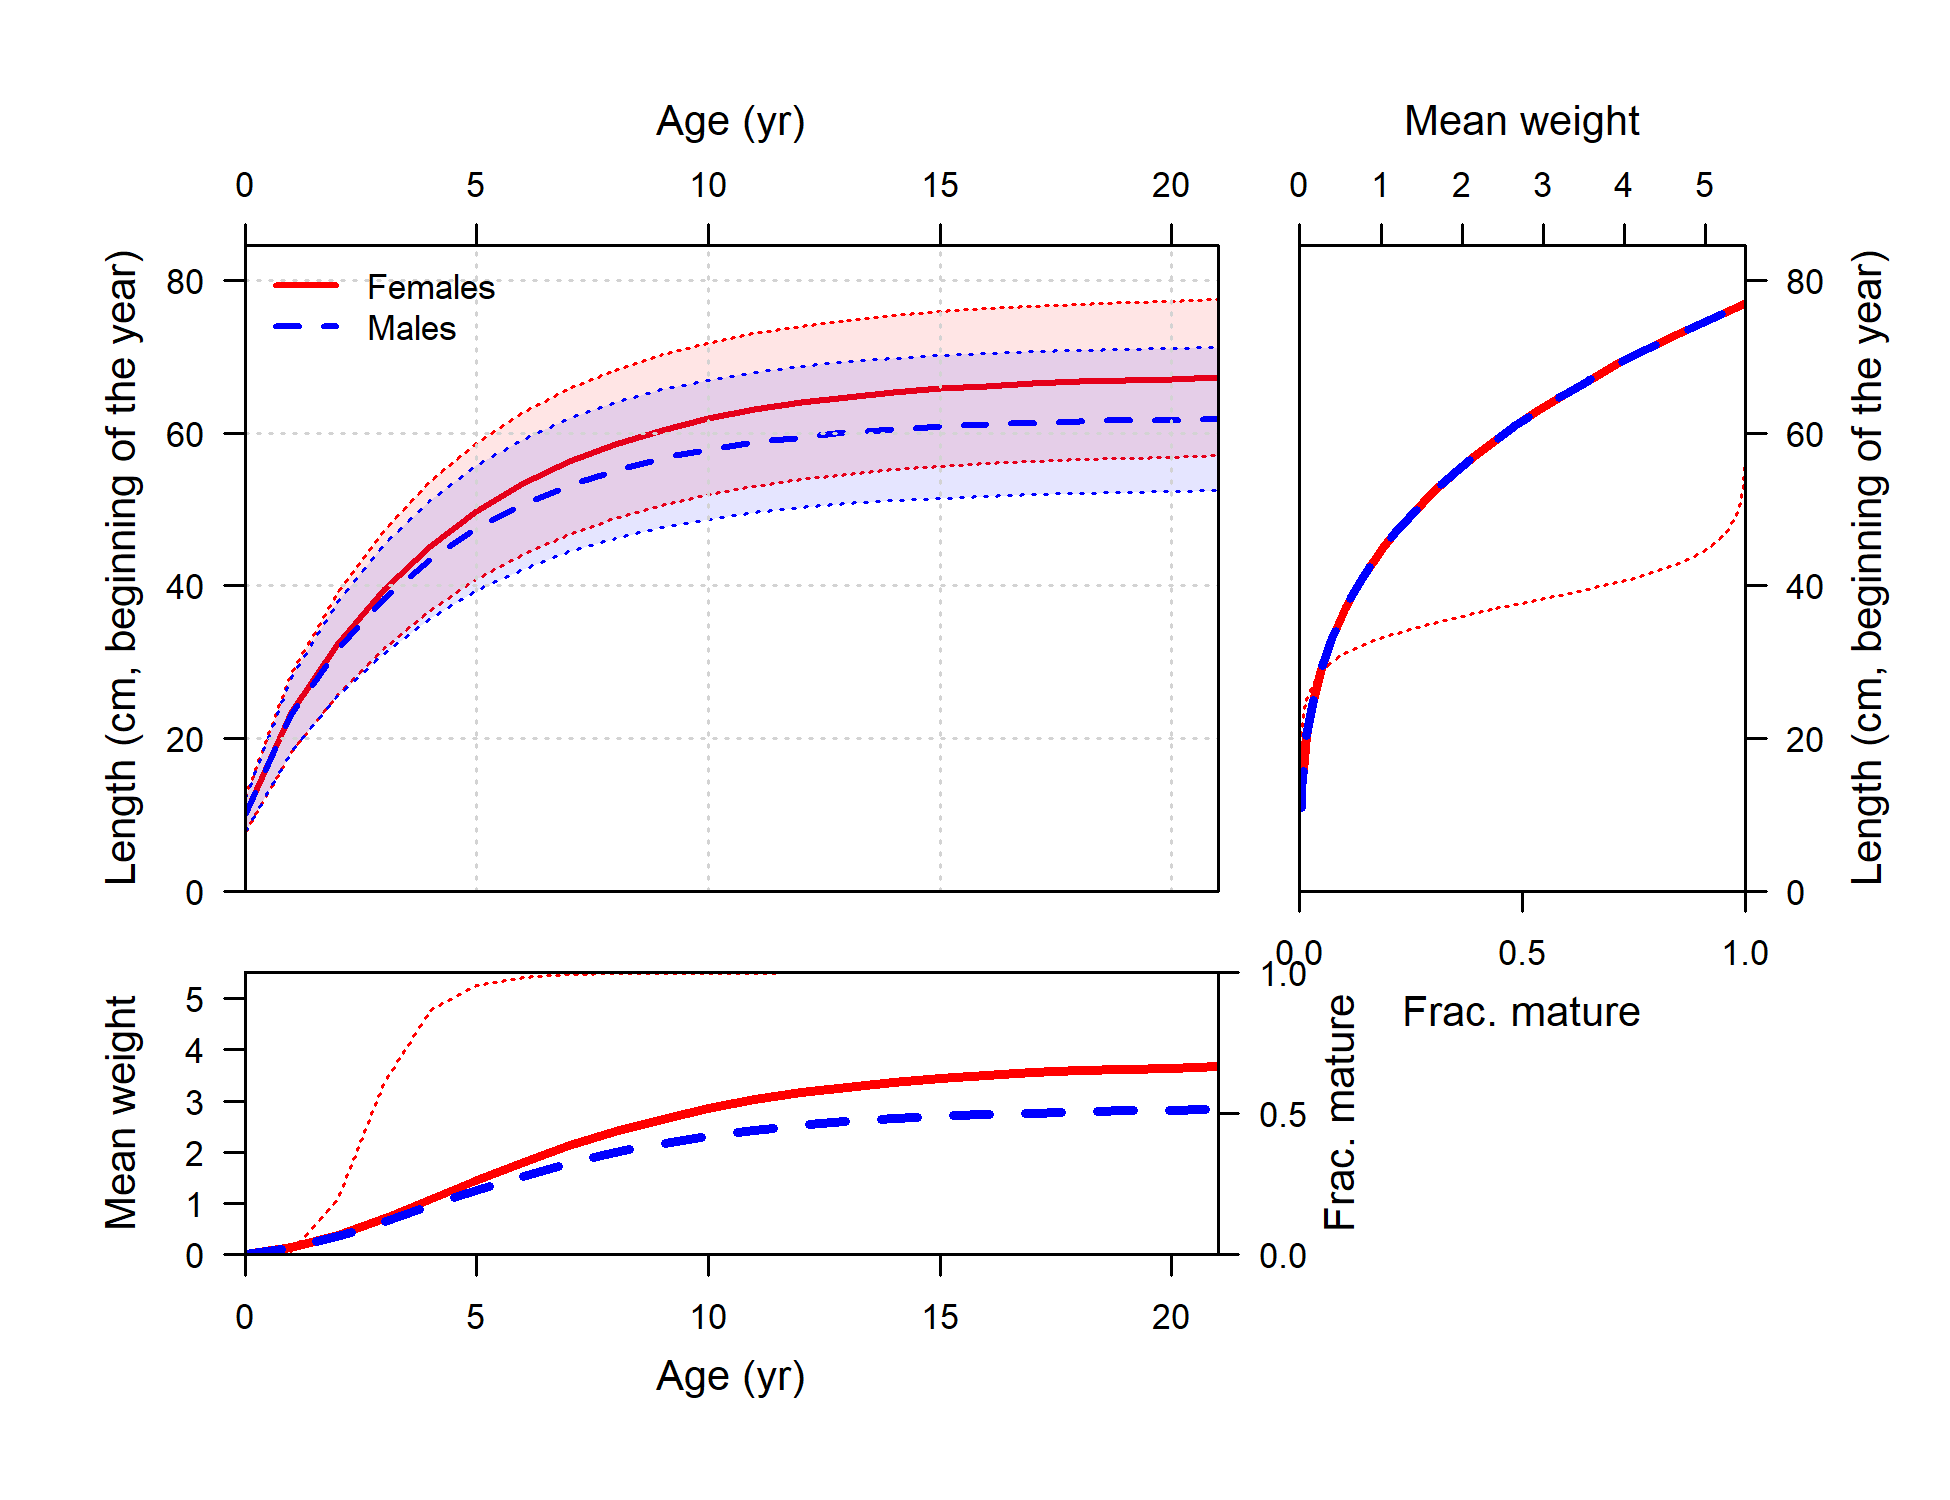 Age (yr)
0 5 10 15 20
Length (cm, beginning of the year)
80
60
40
20
0
Females
Males
Mean weight
0 1 2 3 4 5
80
60
40
20
0
Length (cm, beginning of the year)
0.0 0.5 1.0
Frac. mature
Mean weight
5
4
3
2
1
0
1.0
0.5
0.0
Frac. mature
0 5 10 15 20
Age (yr)